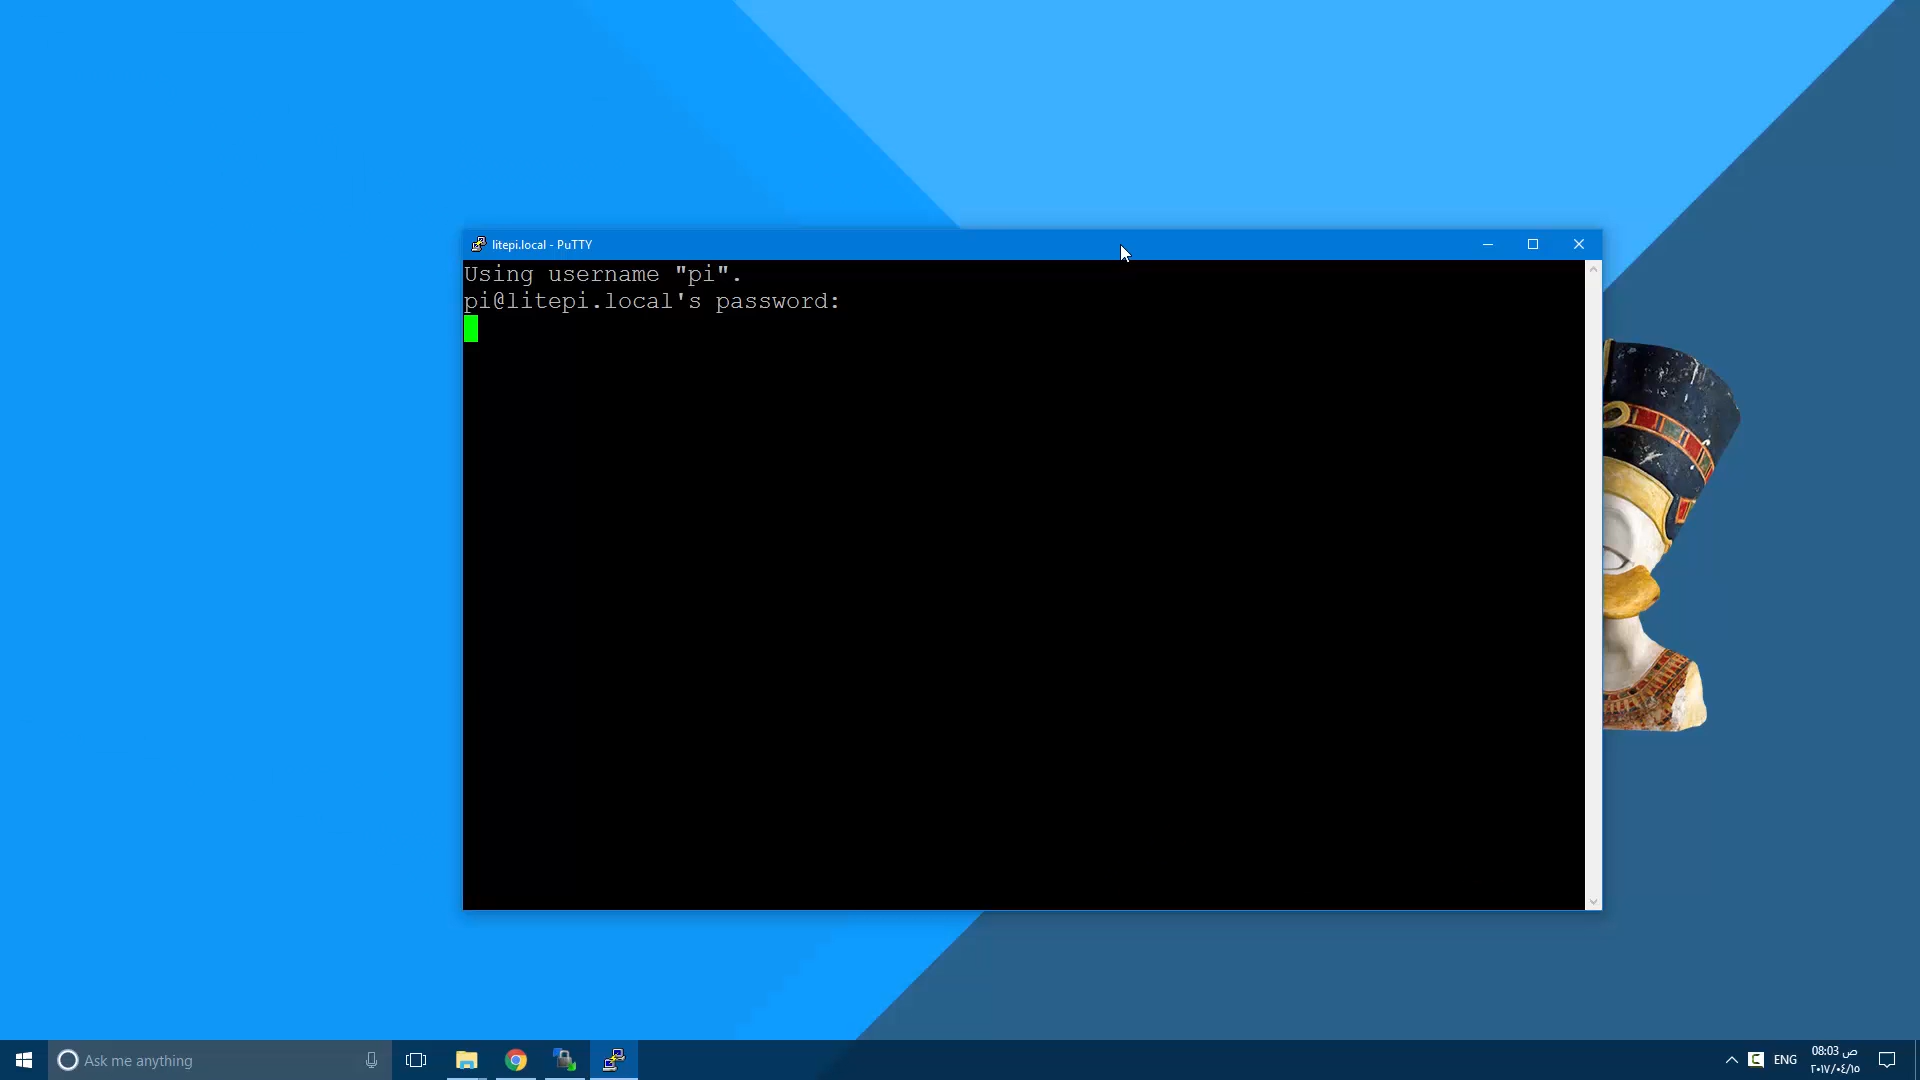 litepi.local - PuTTY
Using username "pi".
pi@litepi.local's password:
Ask me anything
ENG
08:03 ص
٢٠١٧/٠٤/١٥